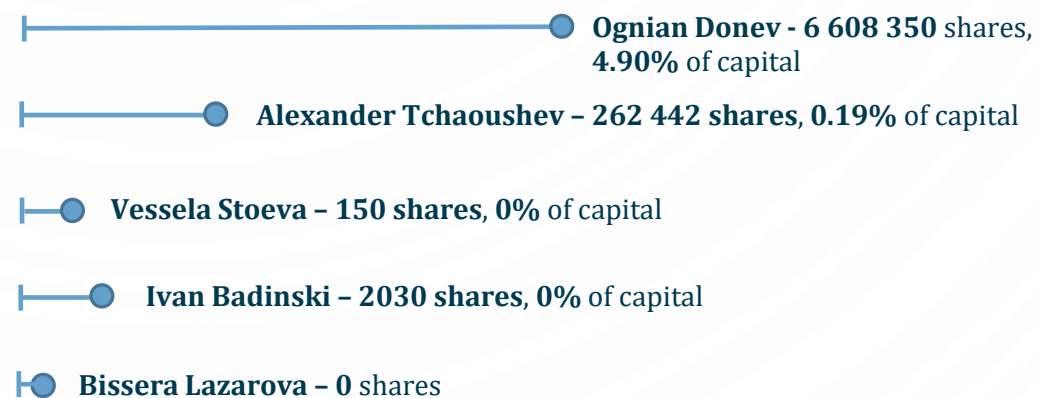 Ognian Donev - 6 608 350 shares,
4.90% of capital
Alexander Tchaoushev – 262 442 shares, 0.19% of capital
Vessela Stoeva – 150 shares, 0% of capital
Ivan Badinski – 2030 shares, 0% of capital
Bissera Lazarova – 0 shares